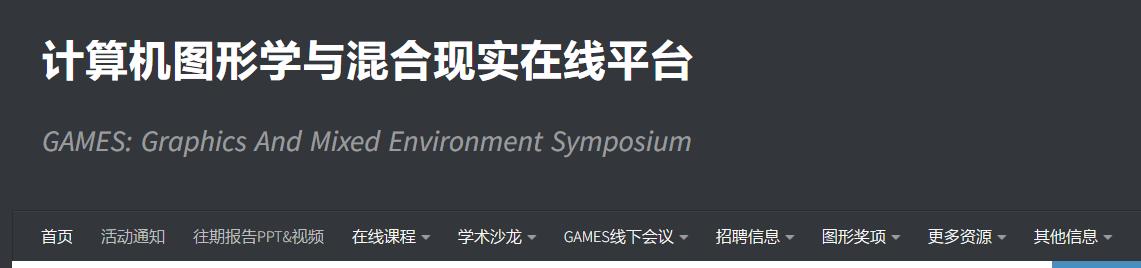 计算机图形学与混合现实在线平台
GAMES: Graphics And Mixed Environment Symposium
首页 活动通知 往期报告PPT&视频 在线课程 学术沙龙 GAMES线下会议 招聘信息 图形奖项 更多资源 其他信息